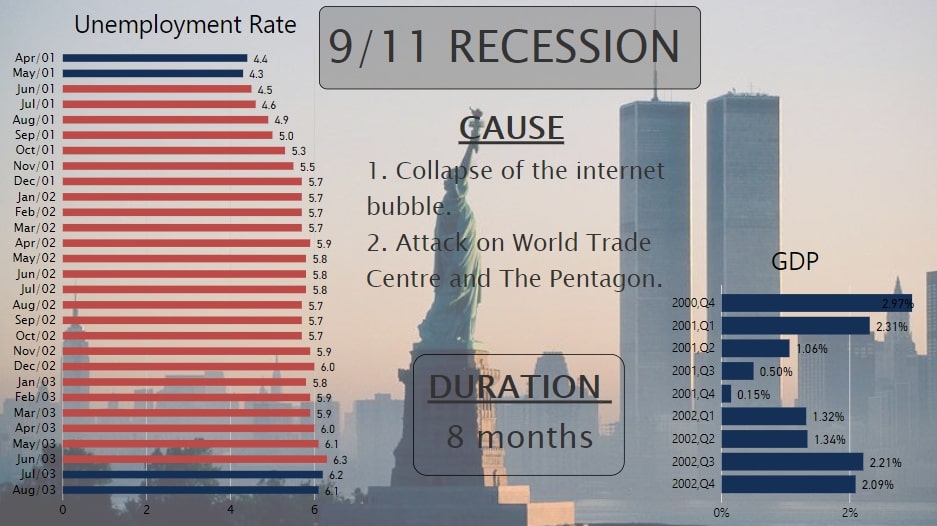 Unemployment Rate
9/11 RECESSION
Apr/01 4.4
May/01 4.3
Jun/01 4.5
Jul/01 4.6
Aug/01 4.9
Sep/01 5.0
Oct/01 5.3
Nov/01 5.5
Dec/01 5.7
Jan/02 5.7
Feb/02 5.7
Mar/02 5.7
Apr/02 5.9
May/02 5.8
Jun/02 5.8
Jul/02 5.8
Aug/02 5.7
Sep/02 5.7
Oct/02 5.7
Nov/02 5.9
Dec/02 6.0
Jan/03 5.8
Feb/03 5.9
Mar/03 5.9
Apr/03 6.0
May/03 6.1
Jun/03 6.3
Jul/03 6.2
Aug/03 6.1
0 2 4 6
CAUSE
1. Collapse of the internet
bubble.
2. Attack on World Trade
Centre and The Pentagon.
DURATION
8 months
GDP
2000,Q4 2.97%
2001,Q1 2.31%
2001,Q2 1.06%
2001,Q3 0.50%
2001,Q4 0.15%
2002,Q1 1.32%
2002,Q2 1.34%
2002,Q3 2.21%
2002,Q4 2.09%
0% 2%